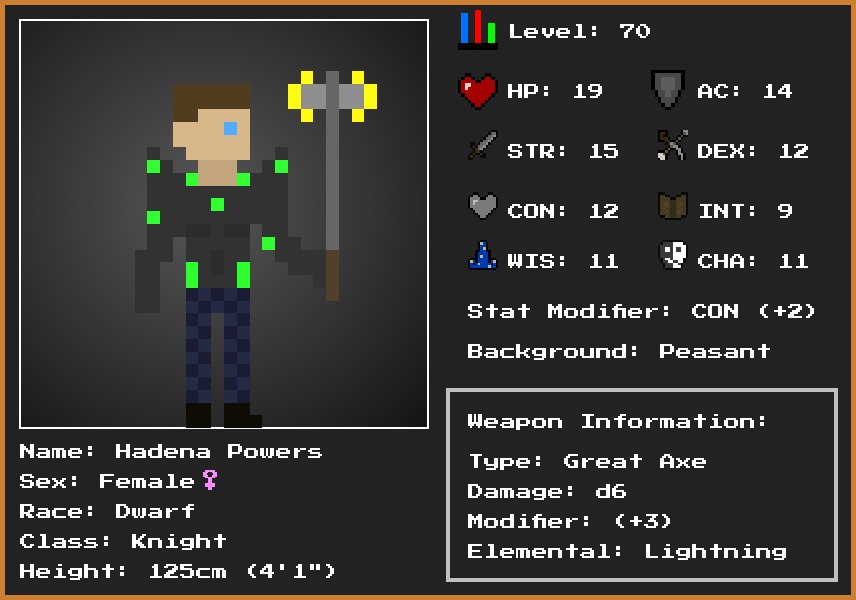 Level: 70
HP: 19
AC: 14
STR: 15
DEX: 12
CON: 12
INT: 9
WIS: 11
CHA: 11
Stat Modifier: CON (+2)
Background: Peasant
Weapon Information:
Type: Great Axe
Damage: d6
Modifier: (+3)
Elemental: Lightning
Name: Hadena Powers
Sex: Female♀
Race: Dwarf
Class: Knight
Height: 125cm (4'1")